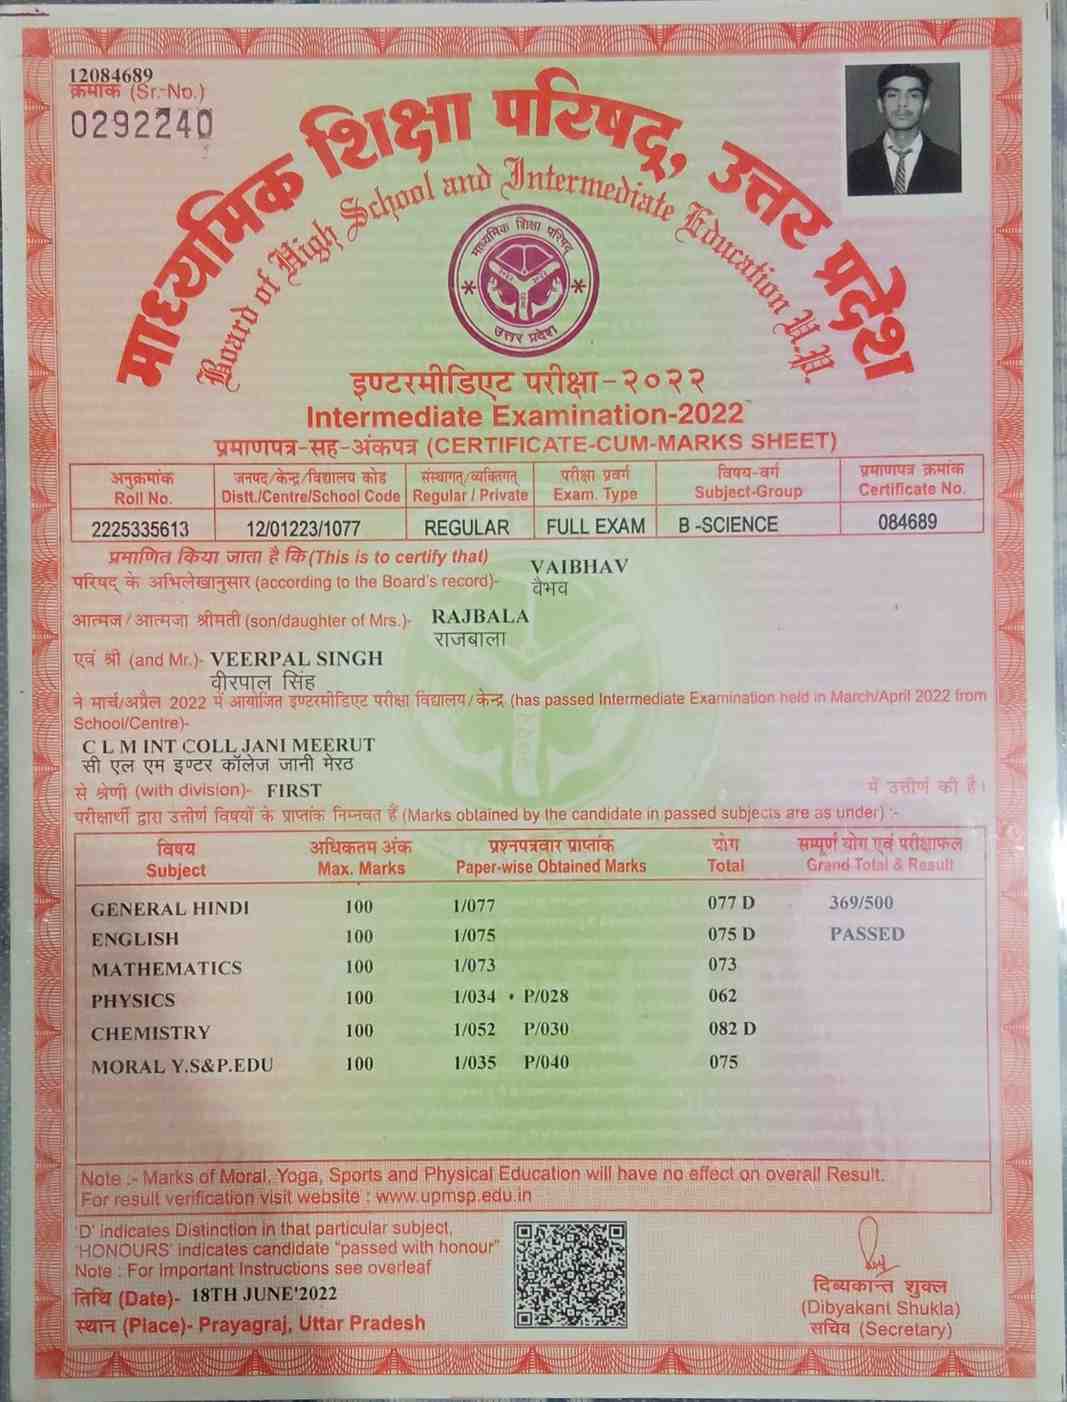 12084689
क्रमांक (Sr.-No.)
0292240
माध्यमिक शिक्षा परिषद्, उत्तर प्रदेश
Board of High School and Intermediate Education U.P.
माध्यमिक शिक्षा परिषद्
उत्तर प्रदेश
इण्टरमीडिएट परीक्षा-२०२२
Intermediate Examination-2022
प्रमाणपत्र-सह-अंकपत्र (CERTIFICATE-CUM-MARKS SHEET)
अनुक्रमांक जनपद/केन्द्र/विद्यालय कोड संस्थागत/व्यक्तिगत परीक्षा प्रवर्ग विषय-वर्ग प्रमाणपत्र क्रमांक
Roll No. Distt./Centre/School Code Regular / Private Exam. Type Subject-Group Certificate No.
2225335613 12/01223/1077 REGULAR FULL EXAM B -SCIENCE 084689
प्रमाणित किया जाता है कि (This is to certify that) VAIBHAV
परिषद् के अभिलेखानुसार (according to the Board's record)- वैभव
आत्मज/आत्मजा श्रीमती (son/daughter of Mrs.)- RAJBALA
राजबाला
एवं श्री (and Mr.)- VEERPAL SINGH
वीरपाल सिंह
ने मार्च/अप्रैल 2022 में आयोजित इण्टरमीडिएट परीक्षा विद्यालय/केन्द्र (has passed Intermediate Examination held in March/April 2022 from
School/Centre)-
C L M INT COLL JANI MEERUT
सी एल एम इण्टर कॉलेज जानी मेरठ
से श्रेणी (with division)- FIRST में उत्तीर्ण की है।
परीक्षार्थी द्वारा उत्तीर्ण विषयों के प्राप्तांक निम्नवत हैं (Marks obtained by the candidate in passed subjects are as under) :-
विषय अधिकतम अंक प्रश्नपत्रवार प्राप्तांक योग सम्पूर्ण योग एवं परीक्षाफल
Subject Max. Marks Paper-wise Obtained Marks Total Grand Total & Result
GENERAL HINDI 100 1/077 077 D 369/500
ENGLISH 100 1/075 075 D PASSED
MATHEMATICS 100 1/073 073
PHYSICS 100 1/034 P/028 062
CHEMISTRY 100 1/052 P/030 082 D
MORAL Y.S&P.EDU 100 1/035 P/040 075
Note :- Marks of Moral, Yoga, Sports and Physical Education will have no effect on overall Result.
For result verification visit website : www.upmsp.edu.in
'D' indicates Distinction in that particular subject,
'HONOURS' indicates candidate "passed with honour"
Note : For Important Instructions see overleaf
तिथि (Date)- 18TH JUNE'2022
स्थान (Place)- Prayagraj, Uttar Pradesh
दिव्यकान्त शुक्ल
(Dibyakant Shukla)
सचिव (Secretary)